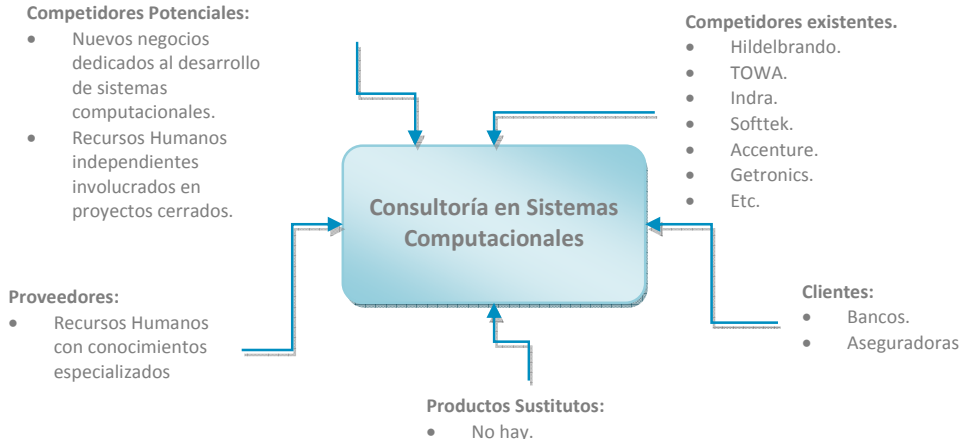 Competidores Potenciales:
• Nuevos negocios
dedicados al desarrollo
de sistemas
computacionales.
• Recursos Humanos
independientes
involucrados en
proyectos cerrados.
Competidores existentes.
• Hildelbrando.
• TOWA.
• Indra.
• Softtek.
• Accenture.
• Getronics.
• Etc.
Consultoría en Sistemas
Computacionales
Proveedores:
• Recursos Humanos
con conocimientos
especializados
Clientes:
• Bancos.
• Aseguradoras
Productos Sustitutos:
• No hay.